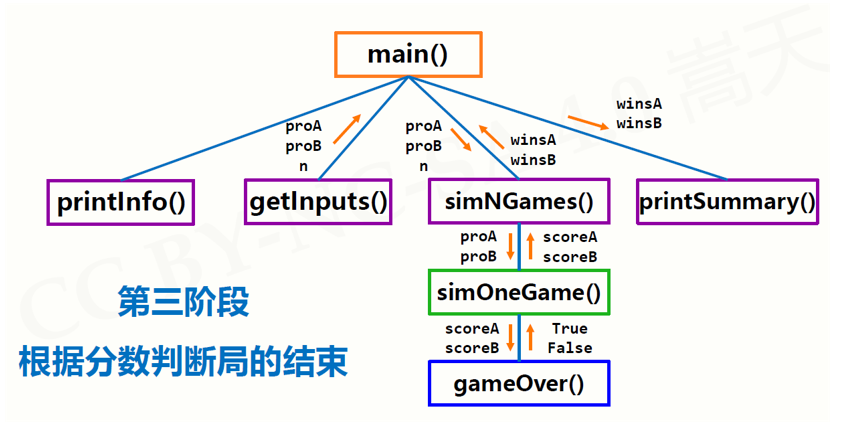 main()
proA
proB
n
proA
proB
n
winsA
winsB
winsA
winsB
printInfo()
getInputs()
simNGames()
printSummary()
proA
proB
scoreA
scoreB
simOneGame()
scoreA
scoreB
True
False
gameOver()
第三阶段
根据分数判断局的结束
CC BY-NC-SA 4.0 嵩天